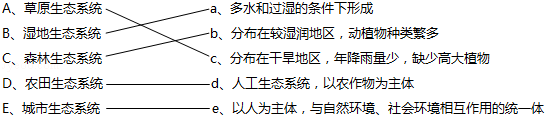 A、草原生态系统 a、多水和过湿的条件下形成
B、湿地生态系统 b、分布在较湿润地区，动植物种类繁多
C、森林生态系统 c、分布在干旱地区，年降雨量少，缺少高大植物
D、农田生态系统 d、人工生态系统，以农作物为主体
E、城市生态系统 e、以人为主体，与自然环境、社会环境相互作用的统一体